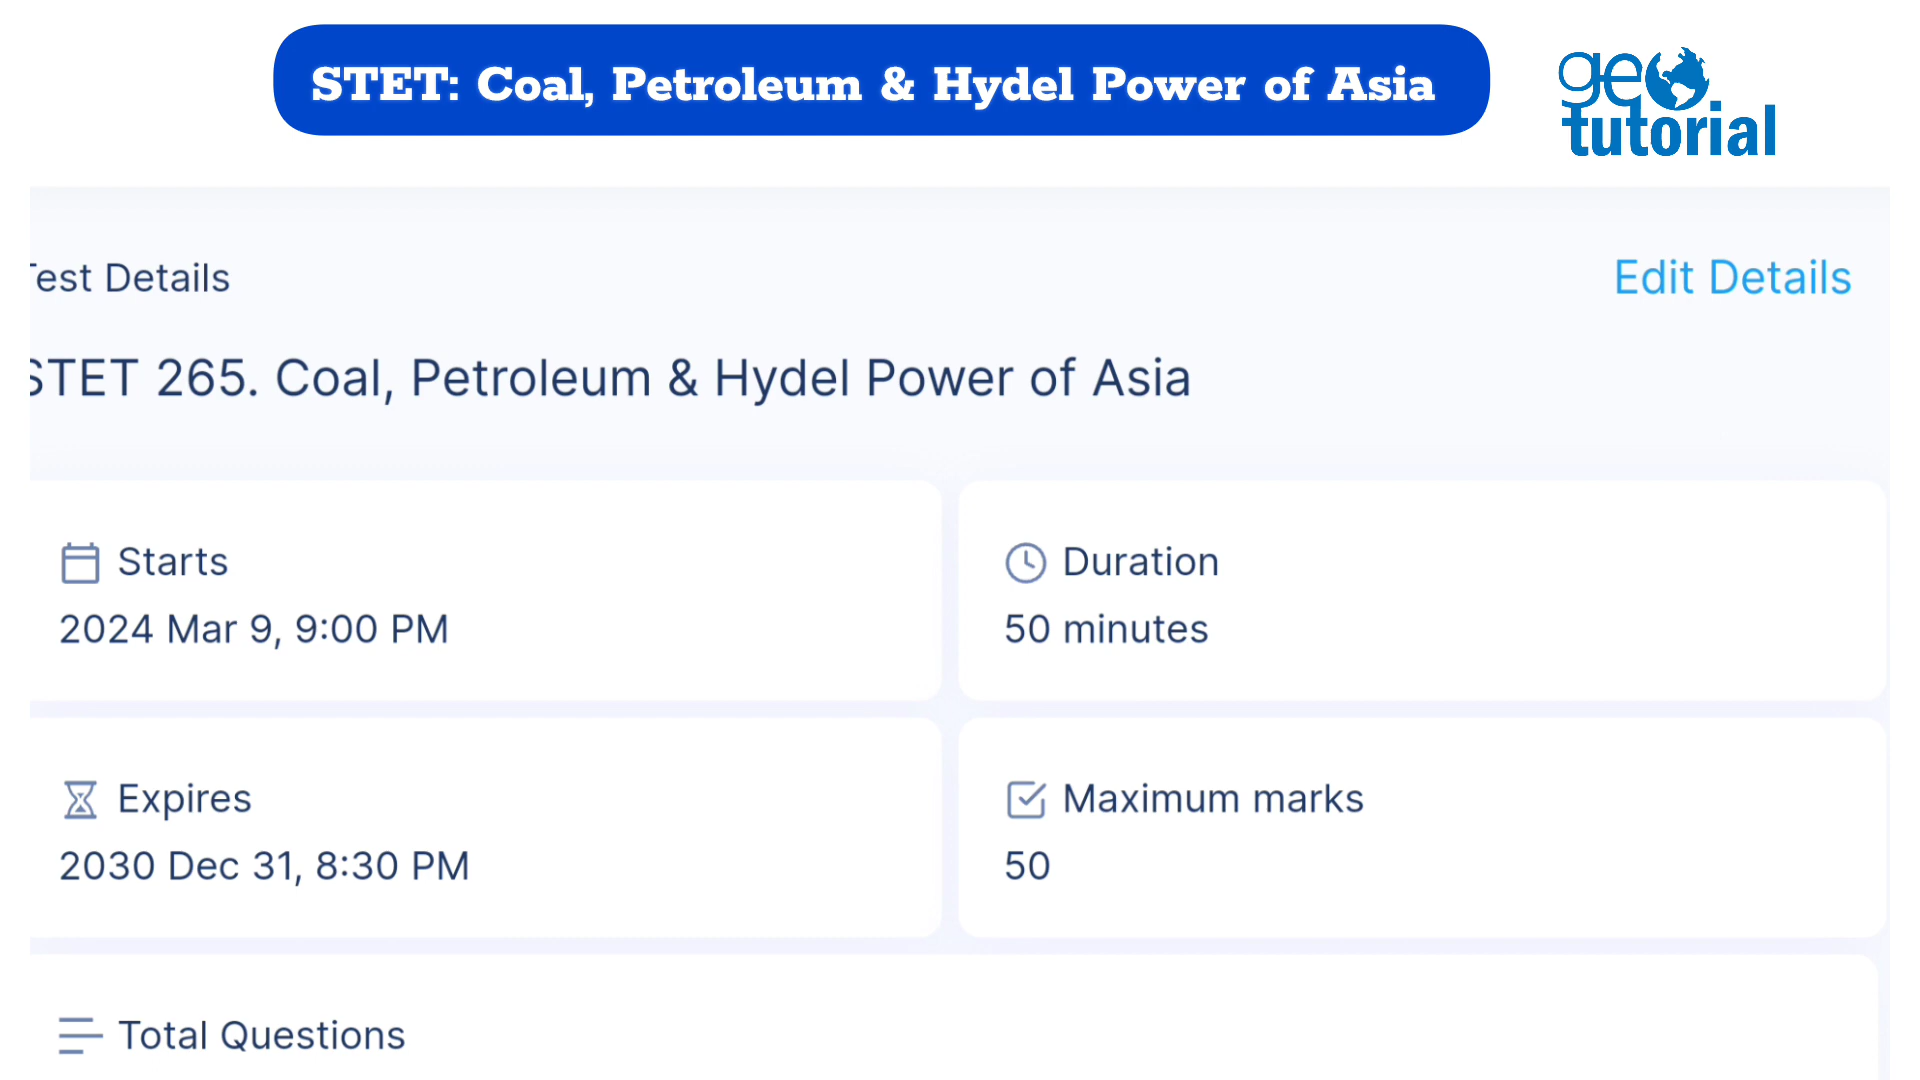 STET: Coal, Petroleum & Hydel Power of Asia
geo
tutorial
Test Details
Edit Details
STET 265. Coal, Petroleum & Hydel Power of Asia
Starts
2024 Mar 9, 9:00 PM
Duration
50 minutes
Expires
2030 Dec 31, 8:30 PM
Maximum marks
50
Total Questions